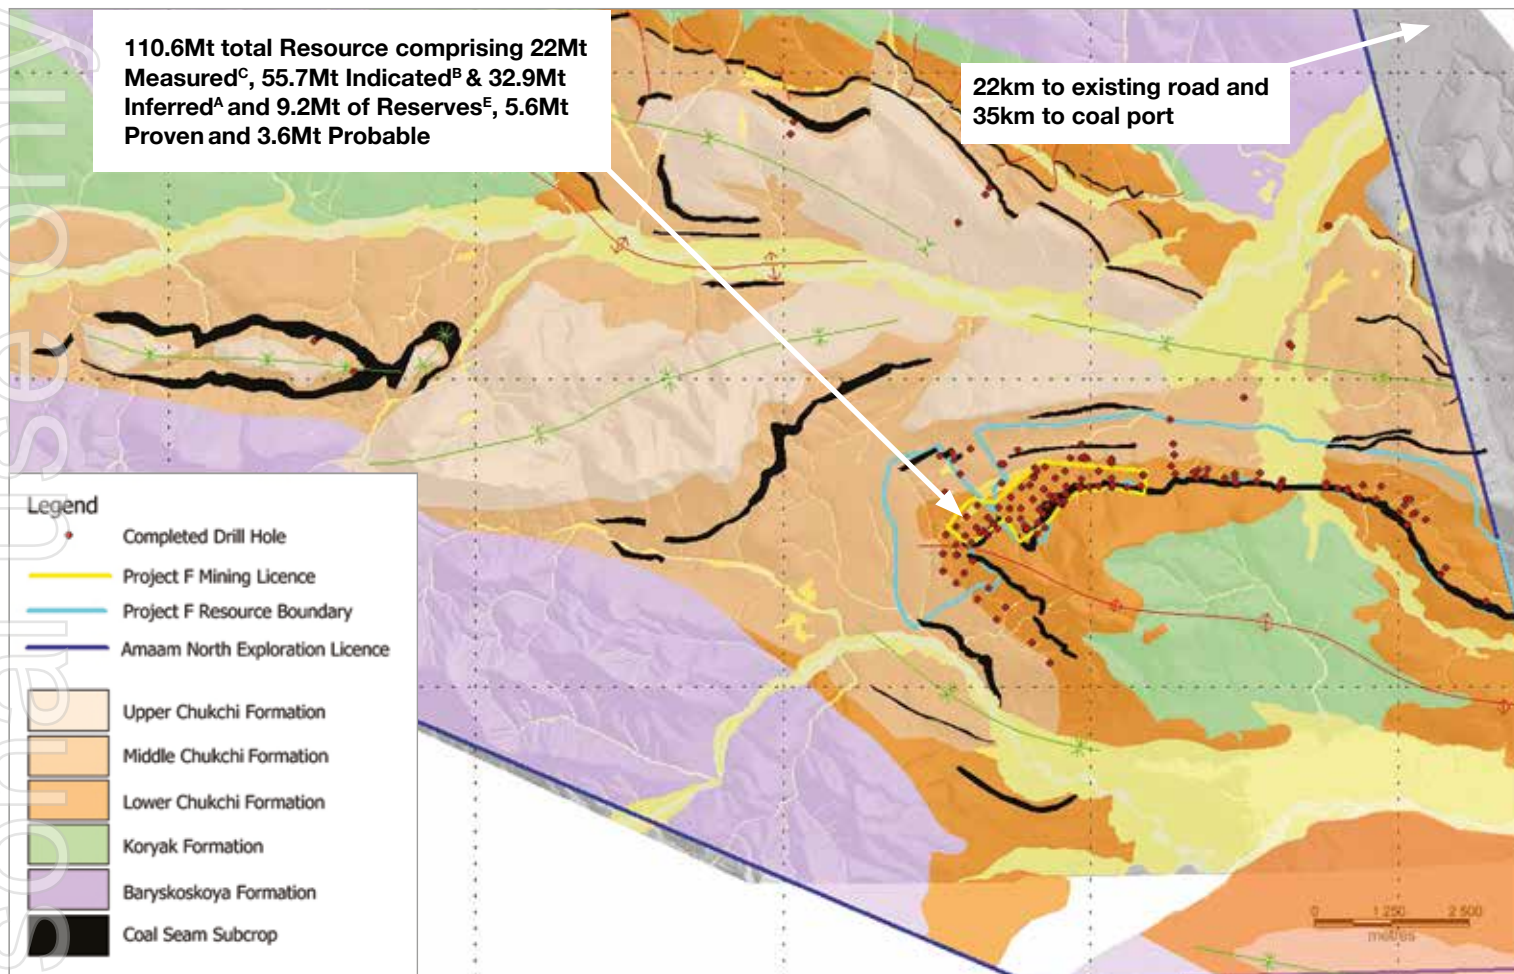 110.6Mt total Resource comprising 22Mt
Measuredᶜ, 55.7Mt Indicatedᴮ & 32.9Mt
Inferredᴬ and 9.2Mt of Reservesᴱ, 5.6Mt
Proven and 3.6Mt Probable
22km to existing road and
35km to coal port
Legend
Completed Drill Hole
Project F Mining Licence
Project F Resource Boundary
Amaam North Exploration Licence
Upper Chukchi Formation
Middle Chukchi Formation
Lower Chukchi Formation
Koryak Formation
Baryskoskoya Formation
Coal Seam Subcrop
0 1 250 2 500
metres
sonal use only